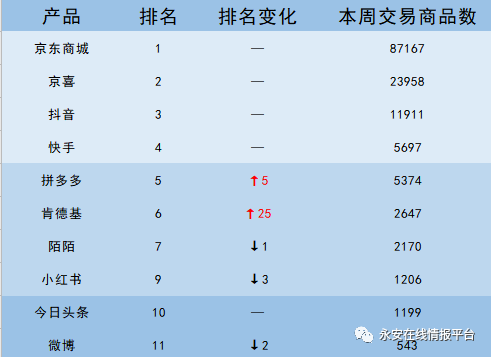 产品 排名 排名变化 本周交易商品数
京东商城 1 — 87167
京喜 2 — 23958
抖音 3 — 11911
快手 4 — 5697
拼多多 5 ↑5 5374
肯德基 6 ↑25 2647
陌陌 7 ↓1 2170
小红书 9 ↓3 1206
今日头条 10 — 1199
永安在线情报平台
微博 11 ↓2 543